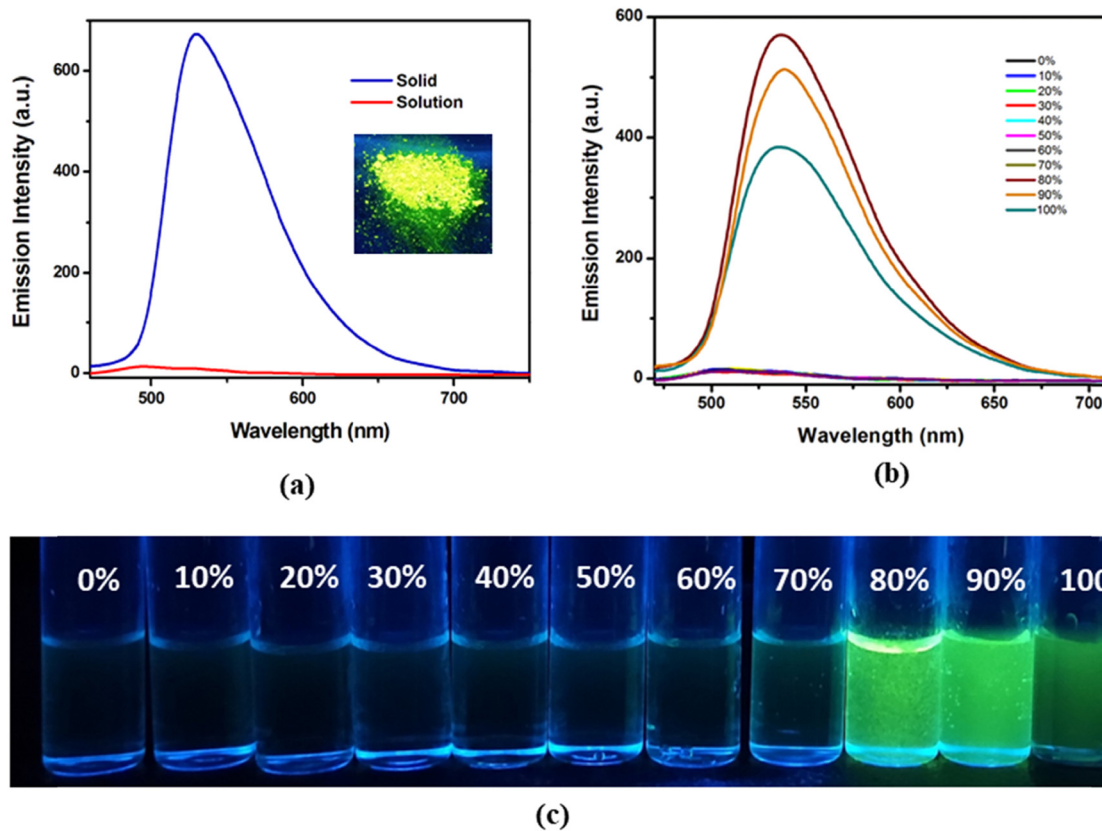 Emission Intensity (a.u.)
600
400
200
0
500
600
700
Wavelength (nm)
Solid
Solution
(a)
Emission Intensity (a.u.)
600
400
200
0
500
550
600
650
700
Wavelength (nm)
0%
10%
20%
30%
40%
50%
60%
70%
80%
90%
100%
(b)
0% 10% 20% 30% 40% 50% 60% 70% 80% 90% 100
(c)